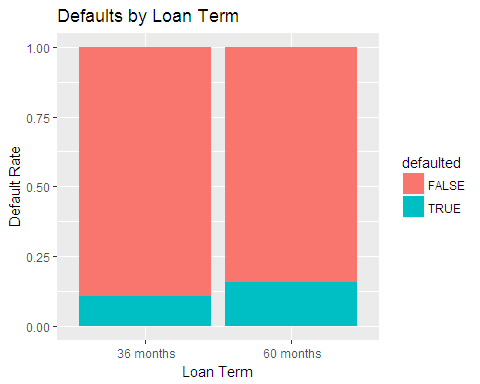 Defaults by Loan Term
1.00
0.75
0.50
0.25
0.00
Default Rate
36 months
60 months
Loan Term
defaulted
FALSE
TRUE